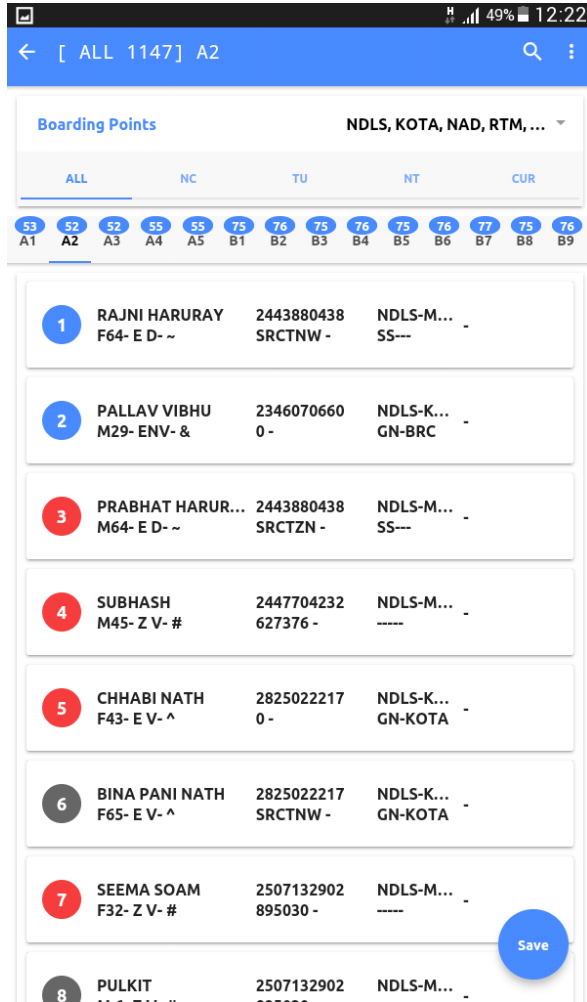 H 49% 12:22
[ ALL 1147] A2
Boarding Points NDLS, KOTA, NAD, RTM, ...
ALL NC TU NT CUR
53 52 52 55 55 75 76 75 76 75 76 77 75 76
A1 A2 A3 A4 A5 B1 B2 B3 B4 B5 B6 B7 B8 B9
1 RAJNI HARURAY 2443880438 NDLS-M... -
F64- E D- ~ SRCTNW - SS---
2 PALLAV VIBHU 2346070660 NDLS-K... -
M29- ENV- & 0 - GN-BRC
3 PRABHAT HARUR... 2443880438 NDLS-M... -
M64- E D- ~ SRCTZN - SS---
4 SUBHASH 2447704232 NDLS-M... -
M45- Z V- # 627376 - -----
5 CHHABI NATH 2825022217 NDLS-K... -
F43- E V- ^ 0 - GN-KOTA
6 BINA PANI NATH 2825022217 NDLS-K... -
F65- E V- ^ SRCTNW - GN-KOTA
7 SEEMA SOAM 2507132902 NDLS-M... -
F32- Z V- # 895030 - -----
Save
8 PULKIT 2507132902 NDLS-M... -